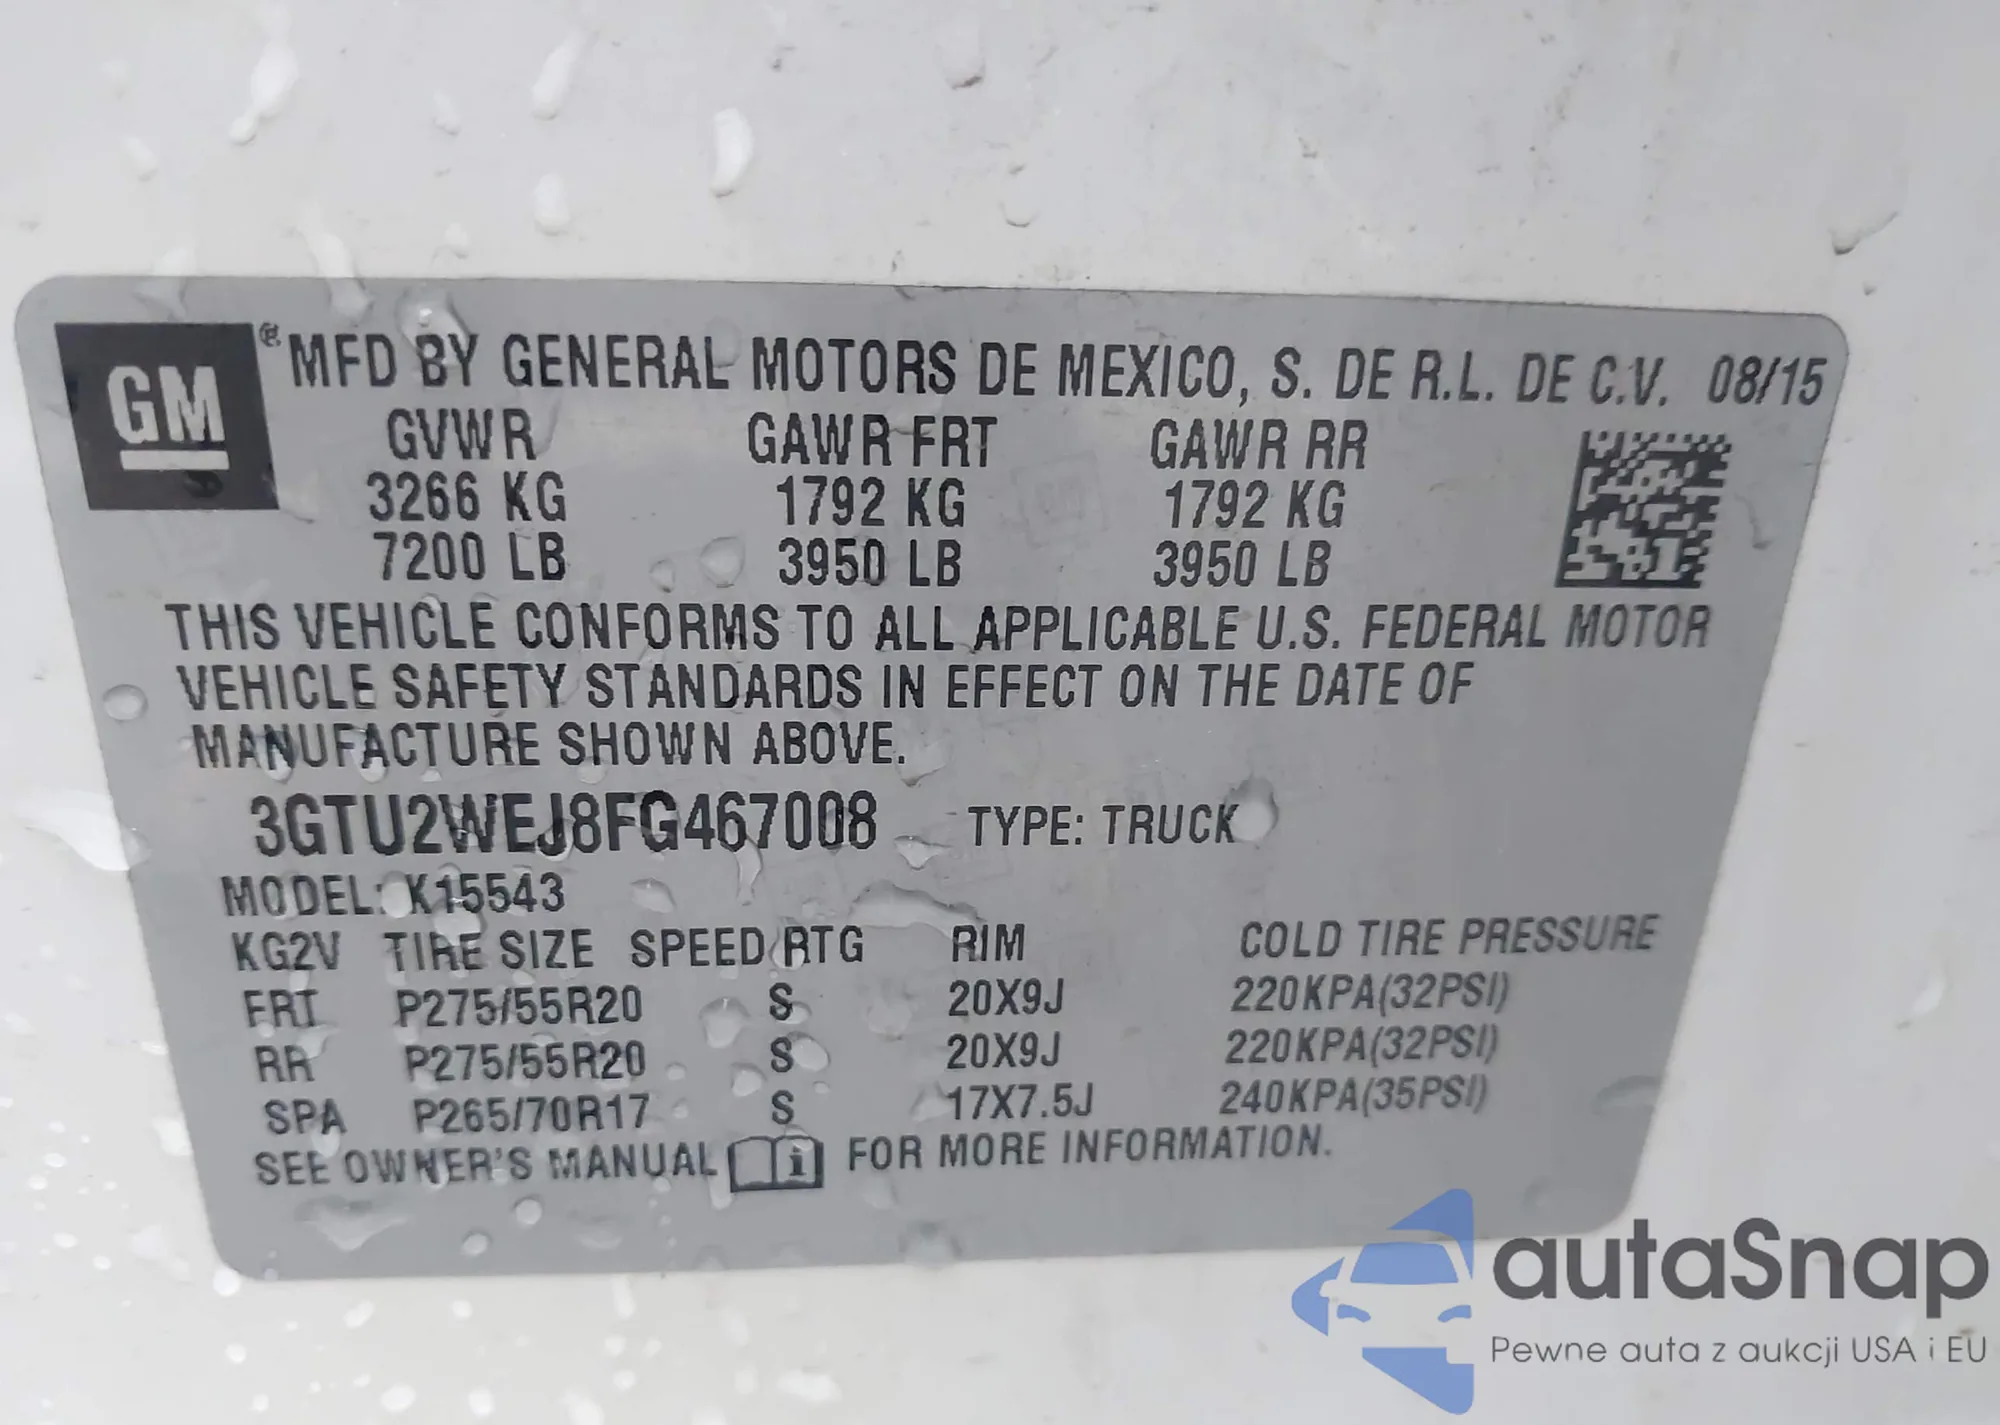 GM ® MFD BY GENERAL MOTORS DE MEXICO, S. DE R.L. DE C.V. 08/15
GVWR GAWR FRT GAWR RR
3266 KG 1792 KG 1792 KG
7200 LB 3950 LB 3950 LB
THIS VEHICLE CONFORMS TO ALL APPLICABLE U.S. FEDERAL MOTOR
VEHICLE SAFETY STANDARDS IN EFFECT ON THE DATE OF
MANUFACTURE SHOWN ABOVE.
3GTU2WEJ8FG467008 TYPE: TRUCK
MODEL: K15543
KG2V TIRE SIZE SPEED RTG RIM COLD TIRE PRESSURE
FRT P275/55R20 S 20X9J 220KPA(32PSI)
RR P275/55R20 S 20X9J 220KPA(32PSI)
SPA P265/70R17 S 17X7.5J 240KPA(35PSI)
SEE OWNER'S MANUAL i FOR MORE INFORMATION.
autaSnap
Pewne auta z aukcji USA i EU